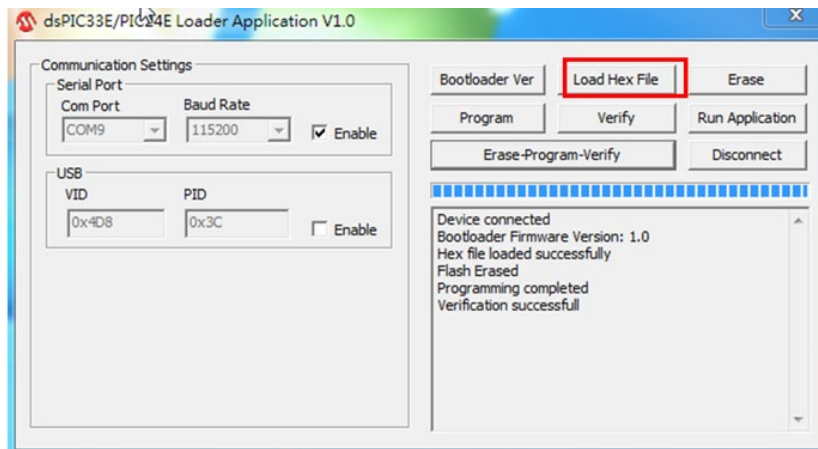 dsPIC33E/PIC24E Loader Application V1.0
Communication Settings
Serial Port
Com Port Baud Rate
COM9 115200 Enable
USB
VID PID
0x4D8 0x3C Enable
Bootloader Ver Load Hex File Erase
Program Verify Run Application
Erase-Program-Verify Disconnect
Device connected
Bootloader Firmware Version: 1.0
Hex file loaded successfully
Flash Erased
Programming completed
Verification successfull